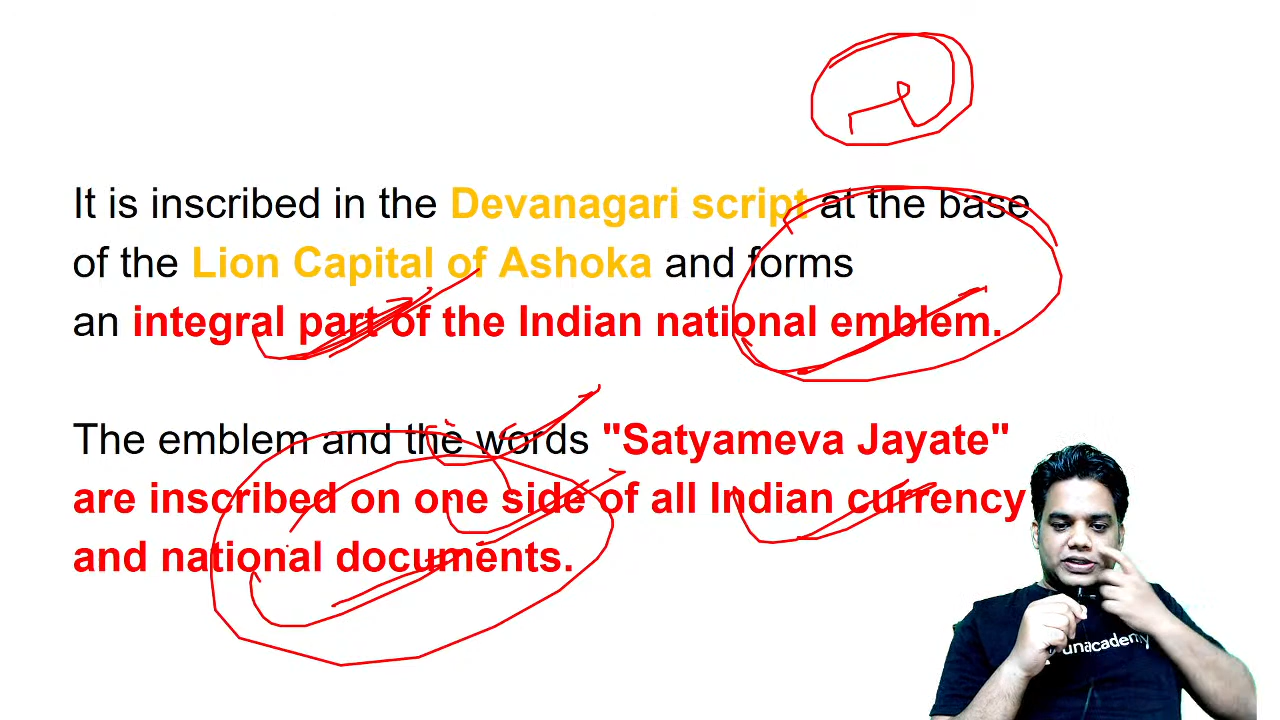 It is inscribed in the Devanagari script at the base
of the Lion Capital of Ashoka and forms
an integral part of the Indian national emblem.
The emblem and the words "Satyameva Jayate"
are inscribed on one side of all Indian currency
and national documents.
unacademy